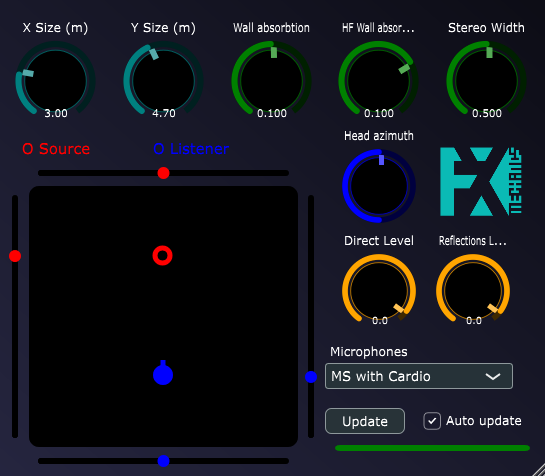 X Size (m) Y Size (m) Wall absorbtion HF Wall absor... Stereo Width
3.00 4.70 0.100 0.100 0.500
O Source O Listener Head azimuth
FX
MECHANICS
Direct Level Reflections L...
0.0 0.0
Microphones
MS with Cardio
Update Auto update